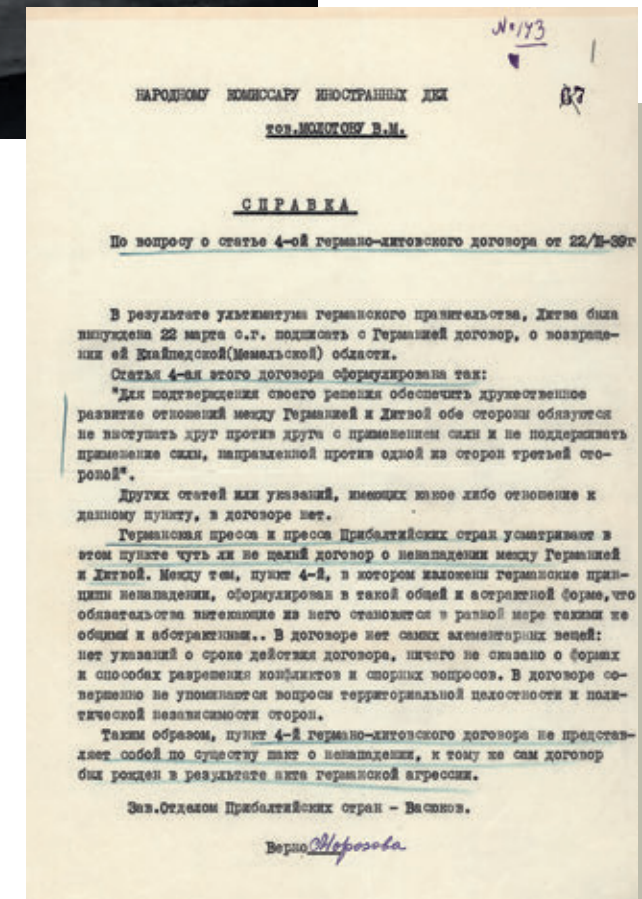 №143
67
НАРОДНОМУ КОМИССАРУ ИНОСТРАННЫХ ДЕЛ
тов.МОЛОТОВУ В.М.
СПРАВКА
По вопросу о статье 4-ой германо-литовского договора от 22/Ш-39г
В результате ультиматума германского правительства, Литва была
вынуждена 22 марта с.г. подписать с Германией договор, о возвраще-
нии ей Клайпедской(Мемельской) области.
Статья 4-ая этого договора сформулирована так:
"Для подтверждения своего решения обеспечить дружественное
развитие отношений между Германией и Литвой обе стороны обязуются
не выступать друг против друга с применением силы и не поддерживать
применение силы, направленной против одной из сторон третьей сто-
роной".
Других статей или указаний, имеющих какое либо отношение к
данному пункту, в договоре нет.
Германская пресса и пресса Прибалтийских стран усматривают в
этом пункте чуть ли не целый договор о ненападении между Германией
и Литвой. Между тем, пункт 4-й, в котором изложены германские прин-
ципы ненападении, сформулирован в такой общей и астрактной форме,что
обязательства вытекающие из него становятся в равной мере такими же
общими и абстрактными.. В договоре нет самых элементарных вещей:
нет указаний о сроке действия договора, ничего не сказано о формах
и способах разрешения конфликтов и спорных вопросов. В договоре со-
вершенно не упоминаются вопросы территориальной целостности и поли-
тической независимости сторон.
Таким образом, пункт 4-й германо-литовского договора не представ-
ляет собой по существу пакт о ненападении, к тому же сам договор
был рожден в результате акта германской агрессии.
Зав.Отделом Прибалтийских стран - Васюков.
Верно Морозова